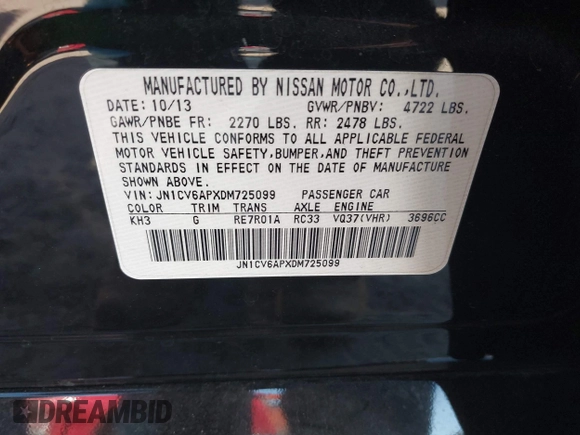 MANUFACTURED BY NISSAN MOTOR CO.,LTD.
DATE: 10/13 GVWR/PNBV: 4722 LBS.
GAWR/PNBE FR: 2270 LBS. RR: 2478 LBS.
THIS VEHICLE CONFORMS TO ALL APPLICABLE FEDERAL
MOTOR VEHICLE SAFETY,BUMPER,AND THEFT PREVENTION
STANDARDS IN EFFECT ON THE DATE OF MANUFACTURE
SHOWN ABOVE.
VIN: JN1CV6APXDM725099 PASSENGER CAR
COLOR TRIM TRANS AXLE ENGINE
KH3 G RE7R01A RC33 VQ37(VHR) 3696CC
JN1CV6APXDM725099
DREAMBID